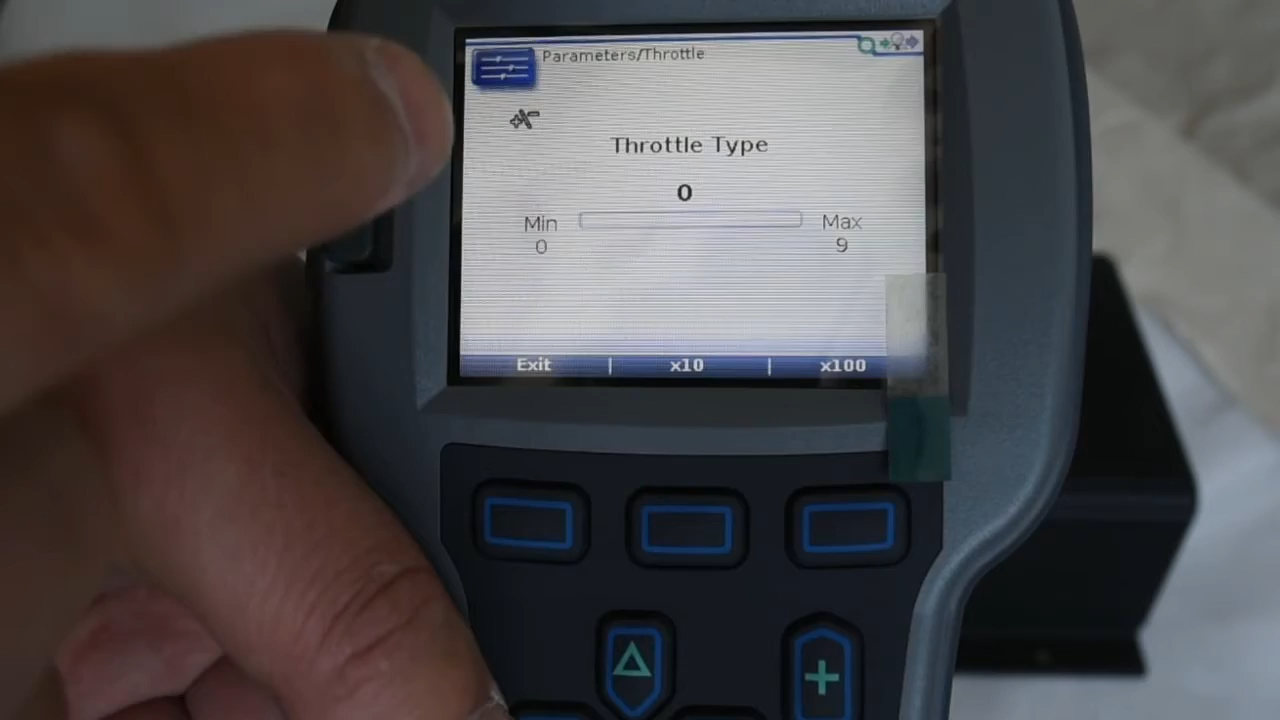 Parameters/Throttle
Throttle Type
0
Min
Max
0
9
Exit | x10 | x100
+